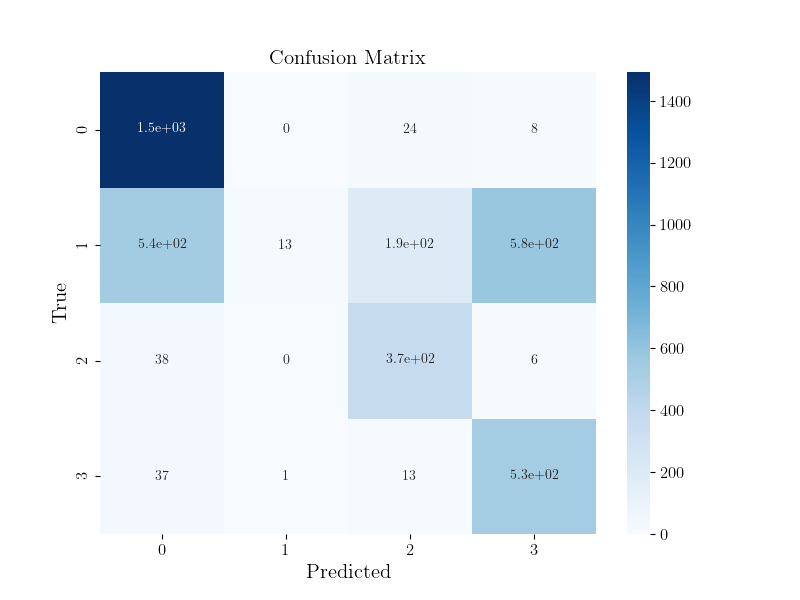 Confusion Matrix
0 1.5e+03 0 24 8
1 5.4e+02 13 1.9e+02 5.8e+02
2 38 0 3.7e+02 6
3 37 1 13 5.3e+02
0 1 2 3
Predicted
True
1400
1200
1000
800
600
400
200
0